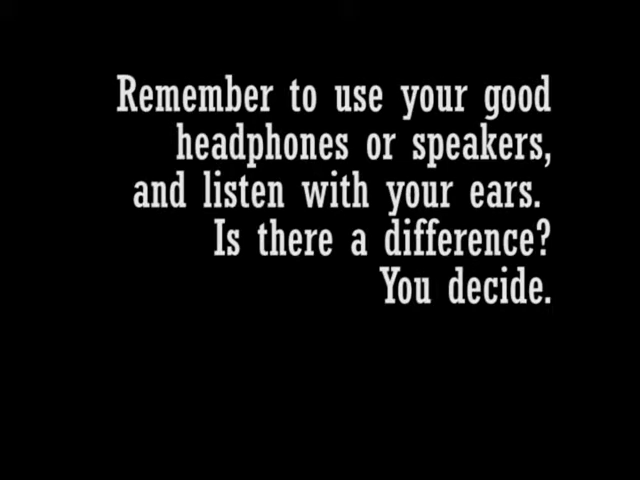 Remember to use your good
headphones or speakers,
and listen with your ears.
Is there a difference?
You decide.